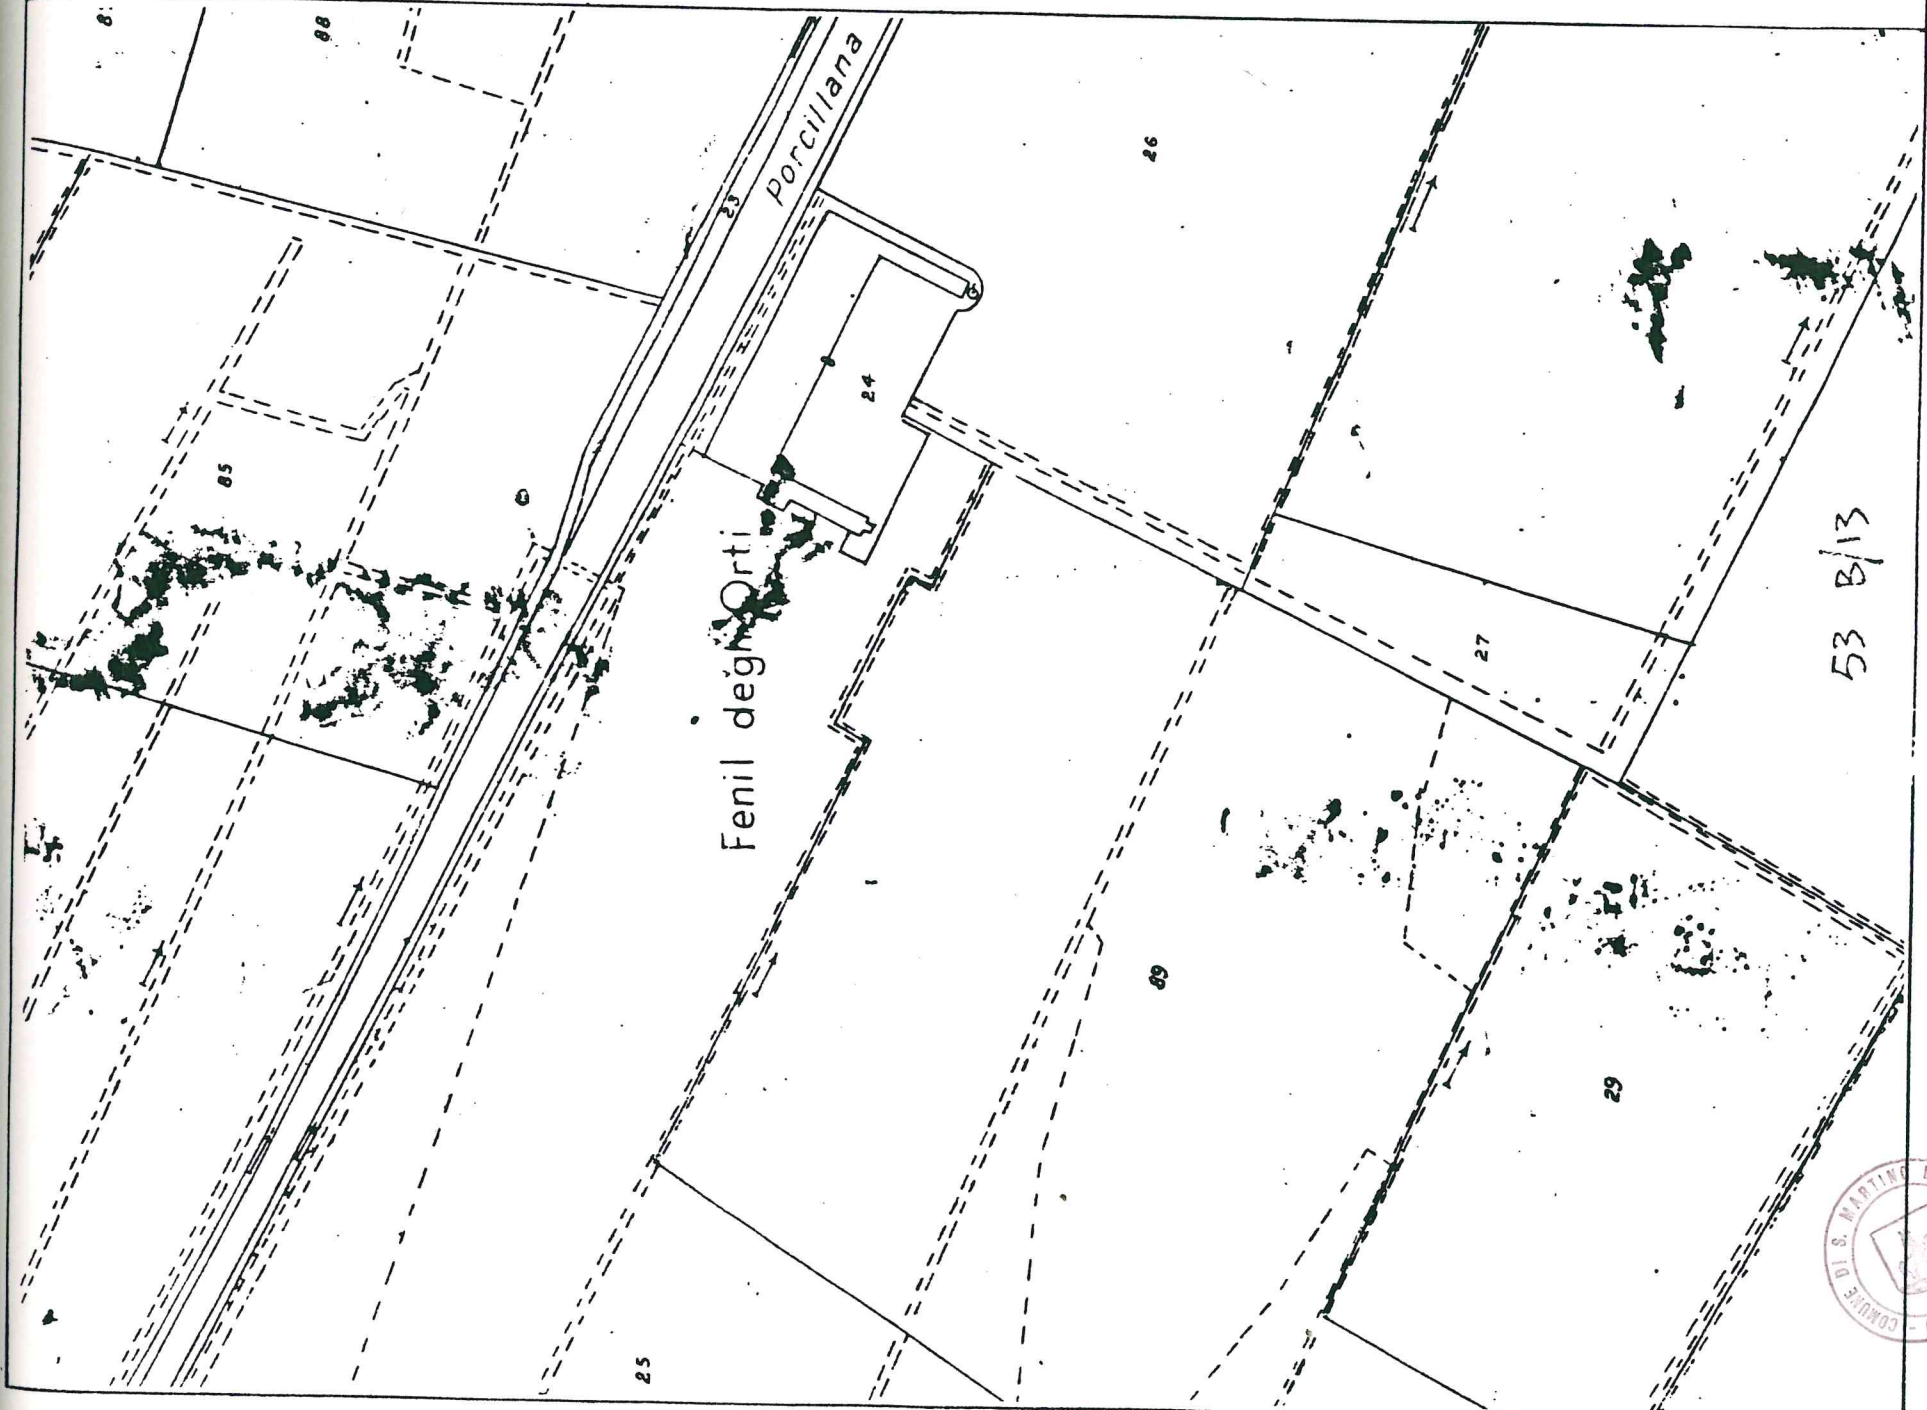 88
Porcillana
23
26
24
85
Fenil degli Orti
27
53 B/13
89
29
25
COMUNE DI S. MARTINO